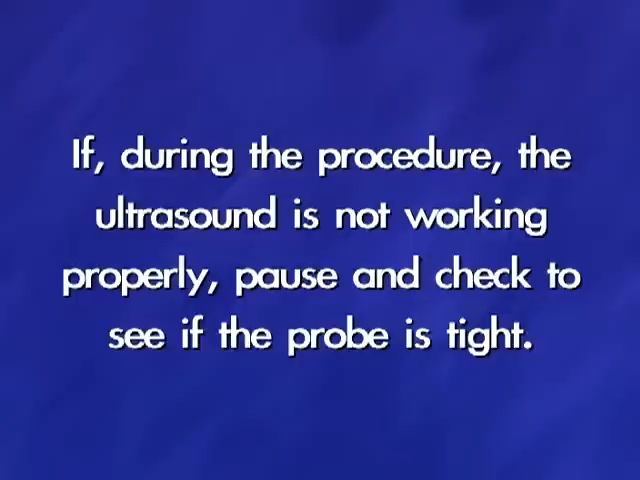 If, during the procedure, the
ultrasound is not working
properly, pause and check to
see if the probe is tight.